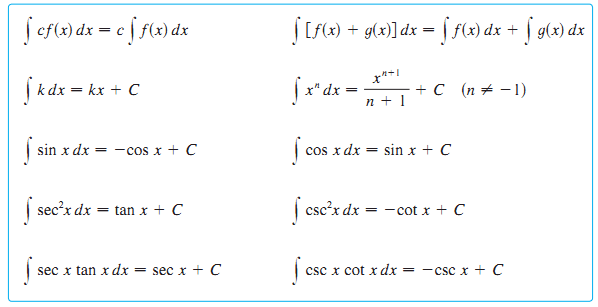 ∫ cf(x) dx = c ∫ f(x) dx
∫ [f(x) + g(x)] dx = ∫ f(x) dx + ∫ g(x) dx
∫ k dx = kx + C
∫ xⁿ dx = xⁿ⁺¹/(n + 1) + C (n ≠ −1)
∫ sin x dx = −cos x + C
∫ cos x dx = sin x + C
∫ sec²x dx = tan x + C
∫ csc²x dx = −cot x + C
∫ sec x tan x dx = sec x + C
∫ csc x cot x dx = −csc x + C